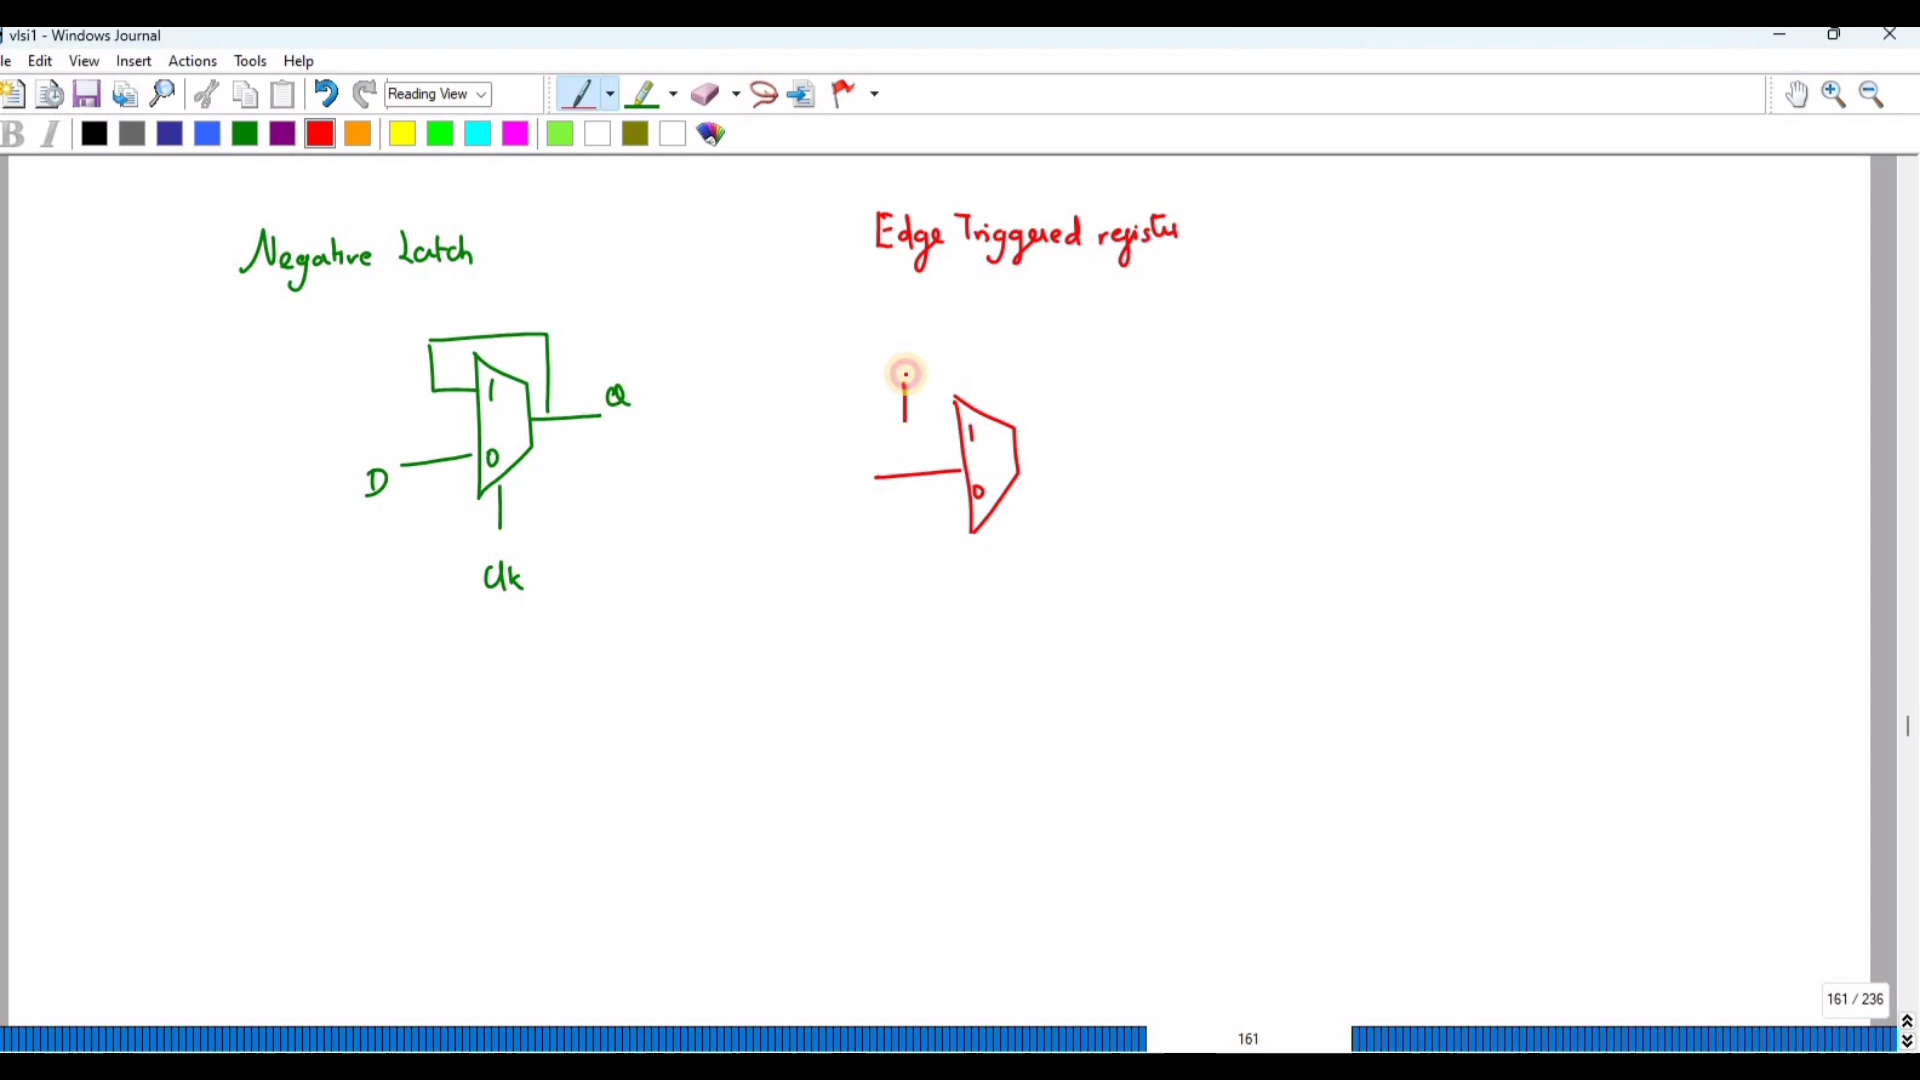 vlsi1 - Windows Journal
le Edit View Insert Actions Tools Help
Reading View
B I
Negative Latch
Edge Triggered register
1
Q
D
0
Clk
1
0
161 / 236
161